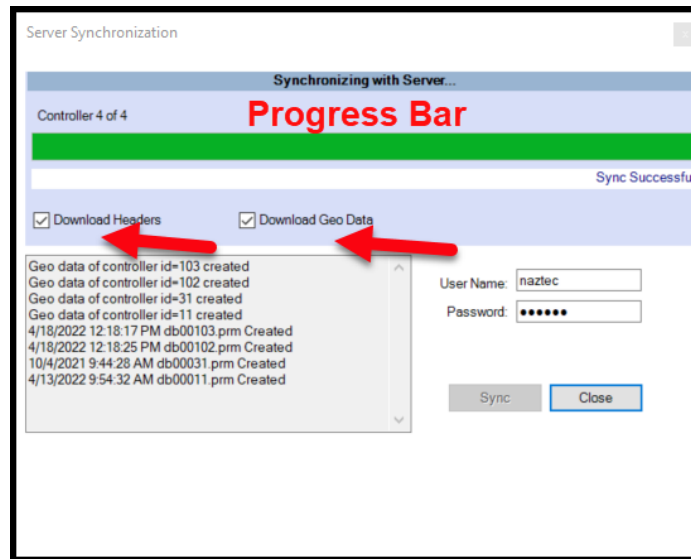 Server Synchronization
Synchronizing with Server...
Controller 4 of 4
Progress Bar
Sync Successfu
Download Headers
Download Geo Data
Geo data of controller id=103 created
Geo data of controller id=102 created
Geo data of controller id=31 created
Geo data of controller id=11 created
4/18/2022 12:18:17 PM db00103.prm Created
4/18/2022 12:18:25 PM db00102.prm Created
10/4/2021 9:44:28 AM db00031.prm Created
4/13/2022 9:54:32 AM db00011.prm Created
User Name: naztec
Password: ●●●●●●
Sync
Close